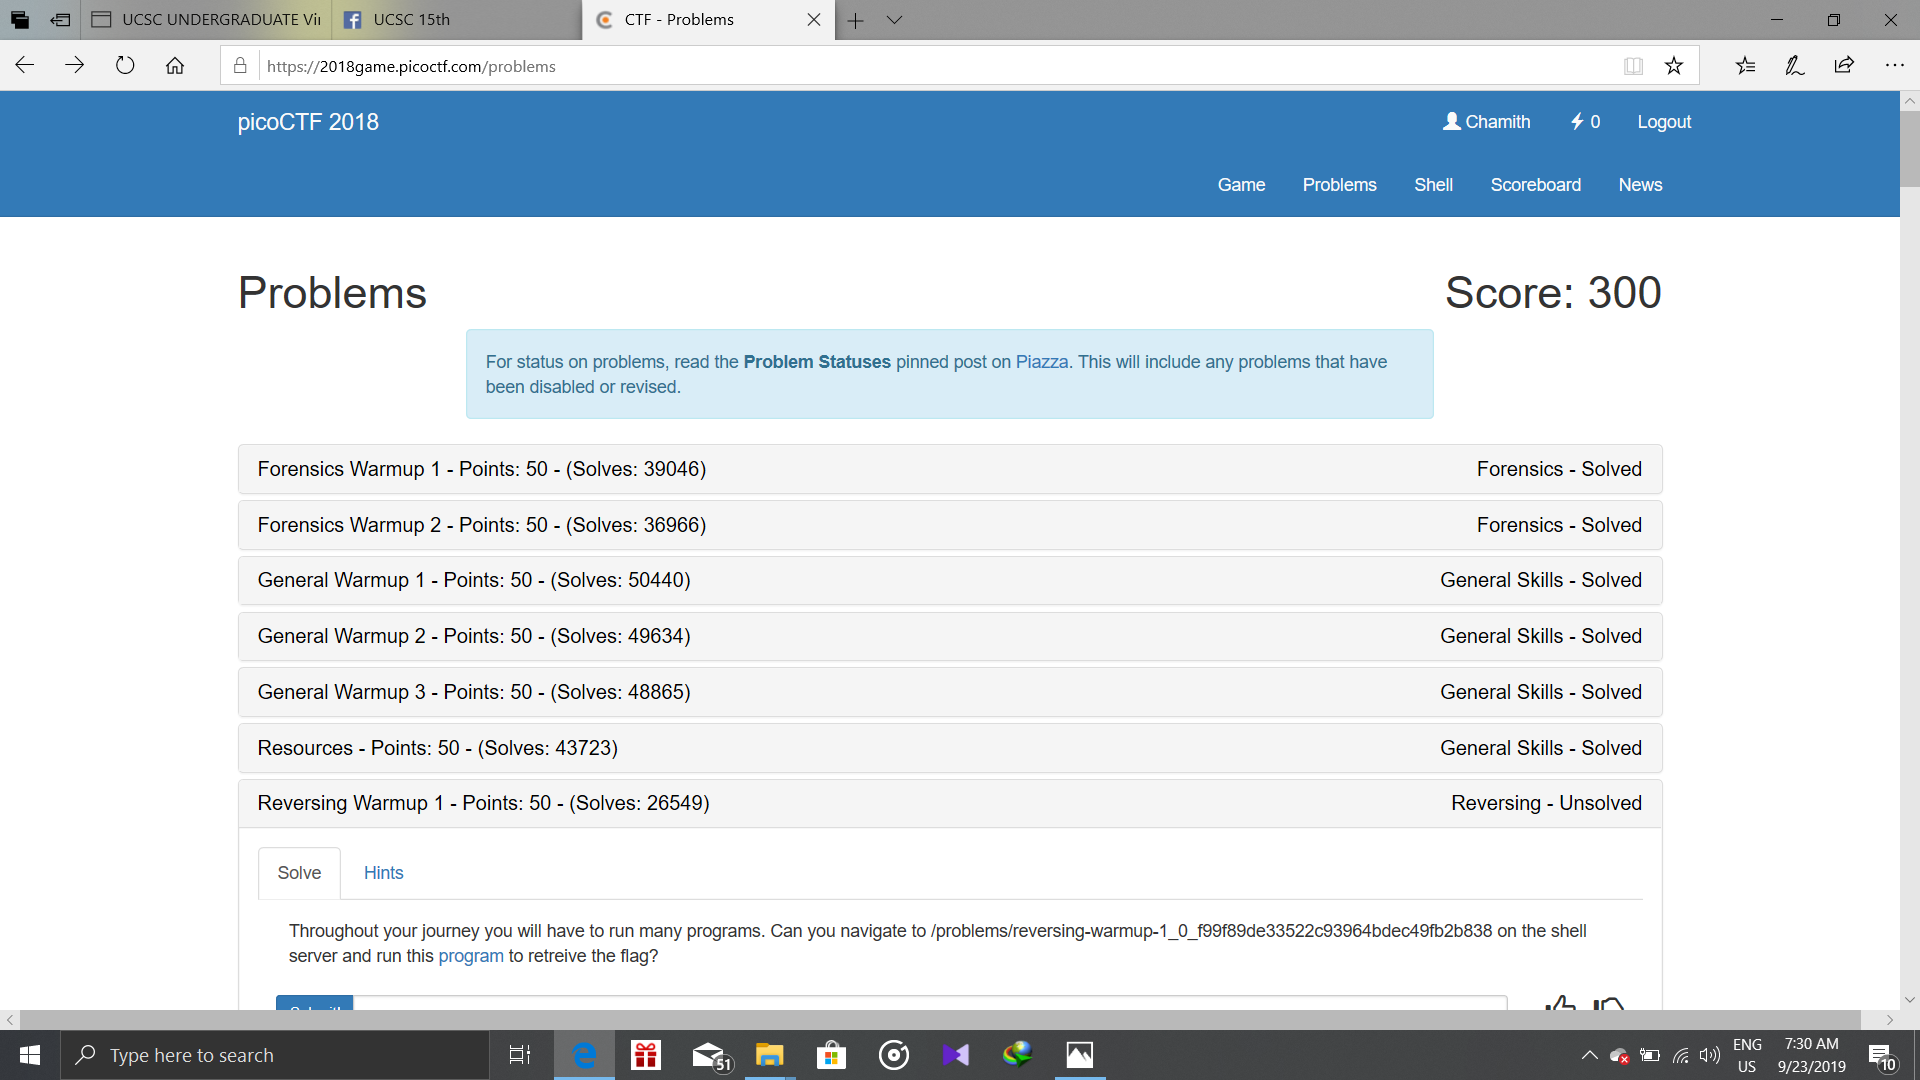 UCSC UNDERGRADUATE Vi
UCSC 15th
CTF - Problems
https://2018game.picoctf.com/problems
picoCTF 2018
Chamith
0
Logout
Game
Problems
Shell
Scoreboard
News
Problems
Score: 300
For status on problems, read the Problem Statuses pinned post on Piazza. This will include any problems that have
been disabled or revised.
Forensics Warmup 1 - Points: 50 - (Solves: 39046)
Forensics - Solved
Forensics Warmup 2 - Points: 50 - (Solves: 36966)
Forensics - Solved
General Warmup 1 - Points: 50 - (Solves: 50440)
General Skills - Solved
General Warmup 2 - Points: 50 - (Solves: 49634)
General Skills - Solved
General Warmup 3 - Points: 50 - (Solves: 48865)
General Skills - Solved
Resources - Points: 50 - (Solves: 43723)
General Skills - Solved
Reversing Warmup 1 - Points: 50 - (Solves: 26549)
Reversing - Unsolved
Solve
Hints
Throughout your journey you will have to run many programs. Can you navigate to /problems/reversing-warmup-1_0_f99f89de33522c93964bdec49fb2b838 on the shell
server and run this program to retreive the flag?
Type here to search
51
ENG
US
7:30 AM
9/23/2019
10